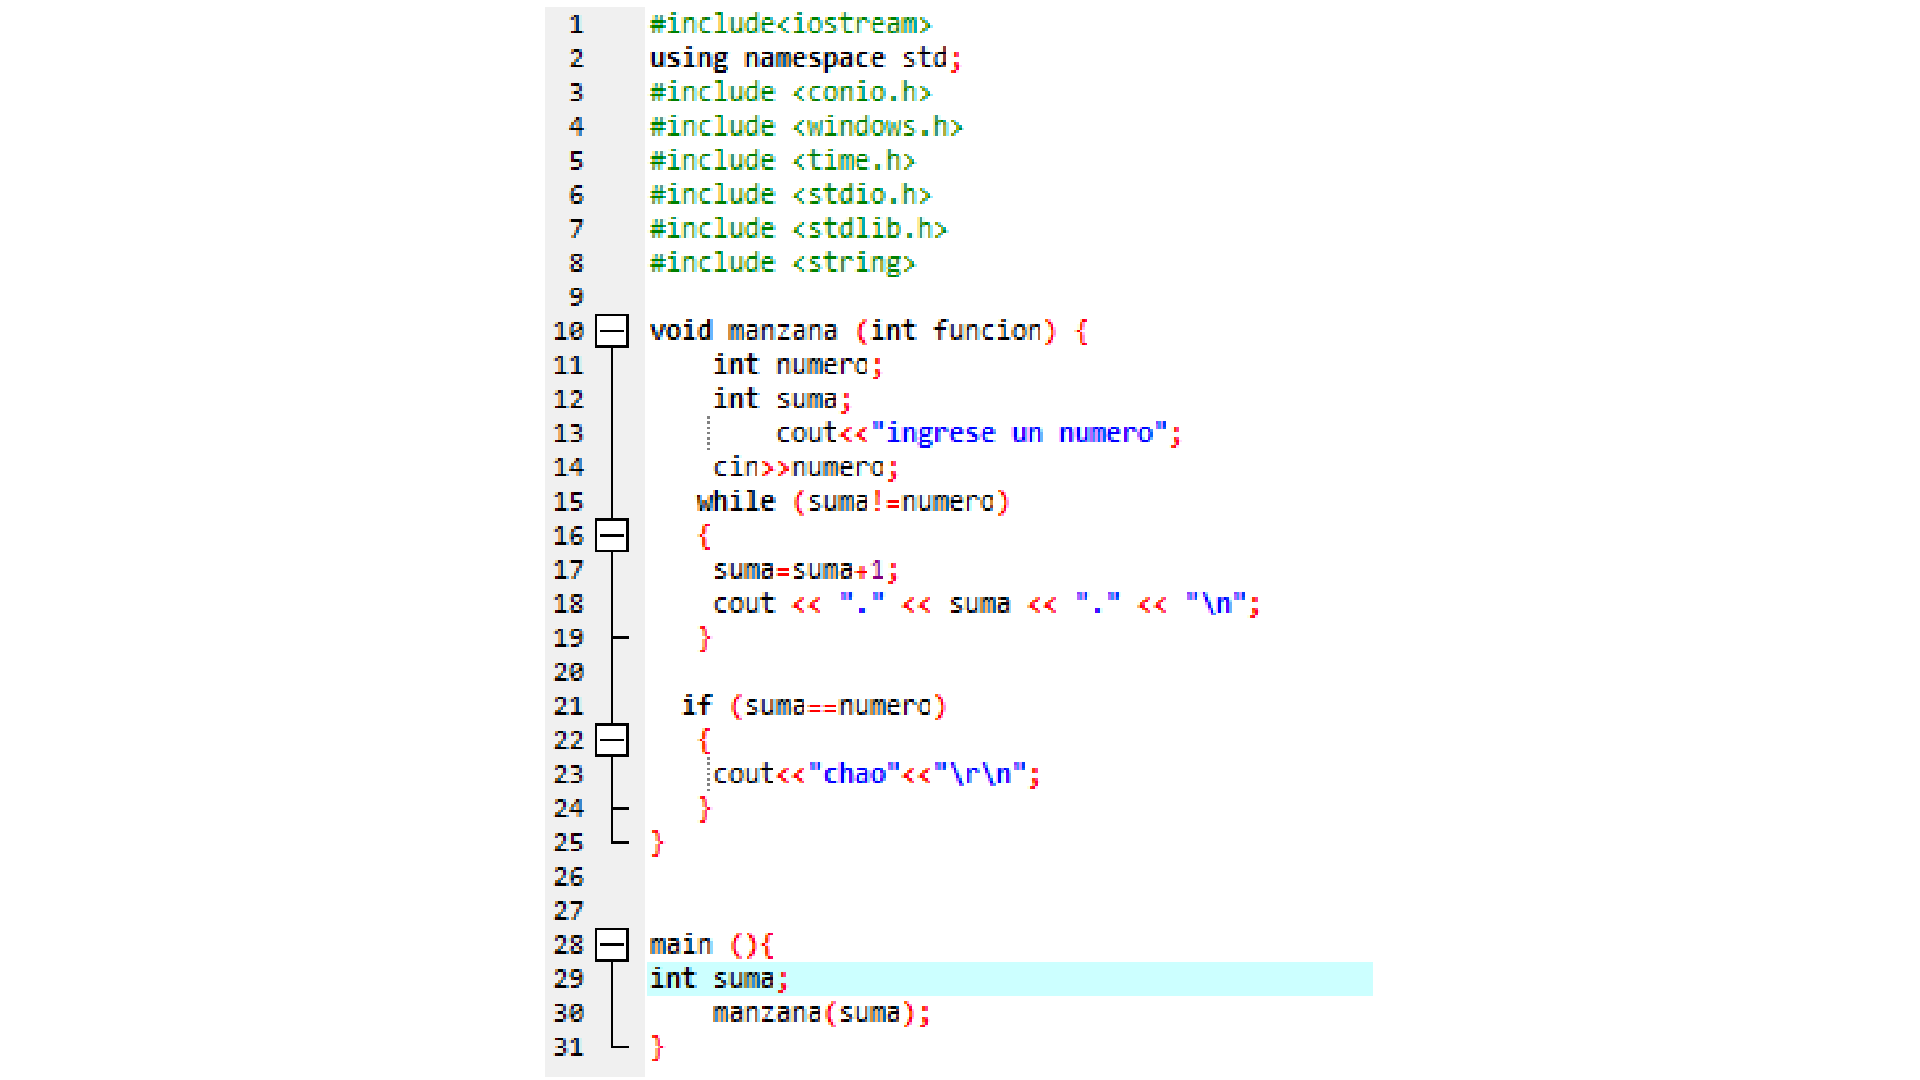 1 #include<iostream>
2 using namespace std;
3 #include <conio.h>
4 #include <windows.h>
5 #include <time.h>
6 #include <stdio.h>
7 #include <stdlib.h>
8 #include <string>
9
10 void manzana (int funcion) {
11 int numero;
12 int suma;
13 cout<<"ingrese un numero";
14 cin>>numero;
15 while (suma!=numero)
16 {
17 suma=suma+1;
18 cout << "." << suma << "." << "\n";
19 }
20
21 if (suma==numero)
22 {
23 cout<<"chao"<<"\r\n";
24 }
25 }
26
27
28 main (){
29 int suma;
30 manzana(suma);
31 }